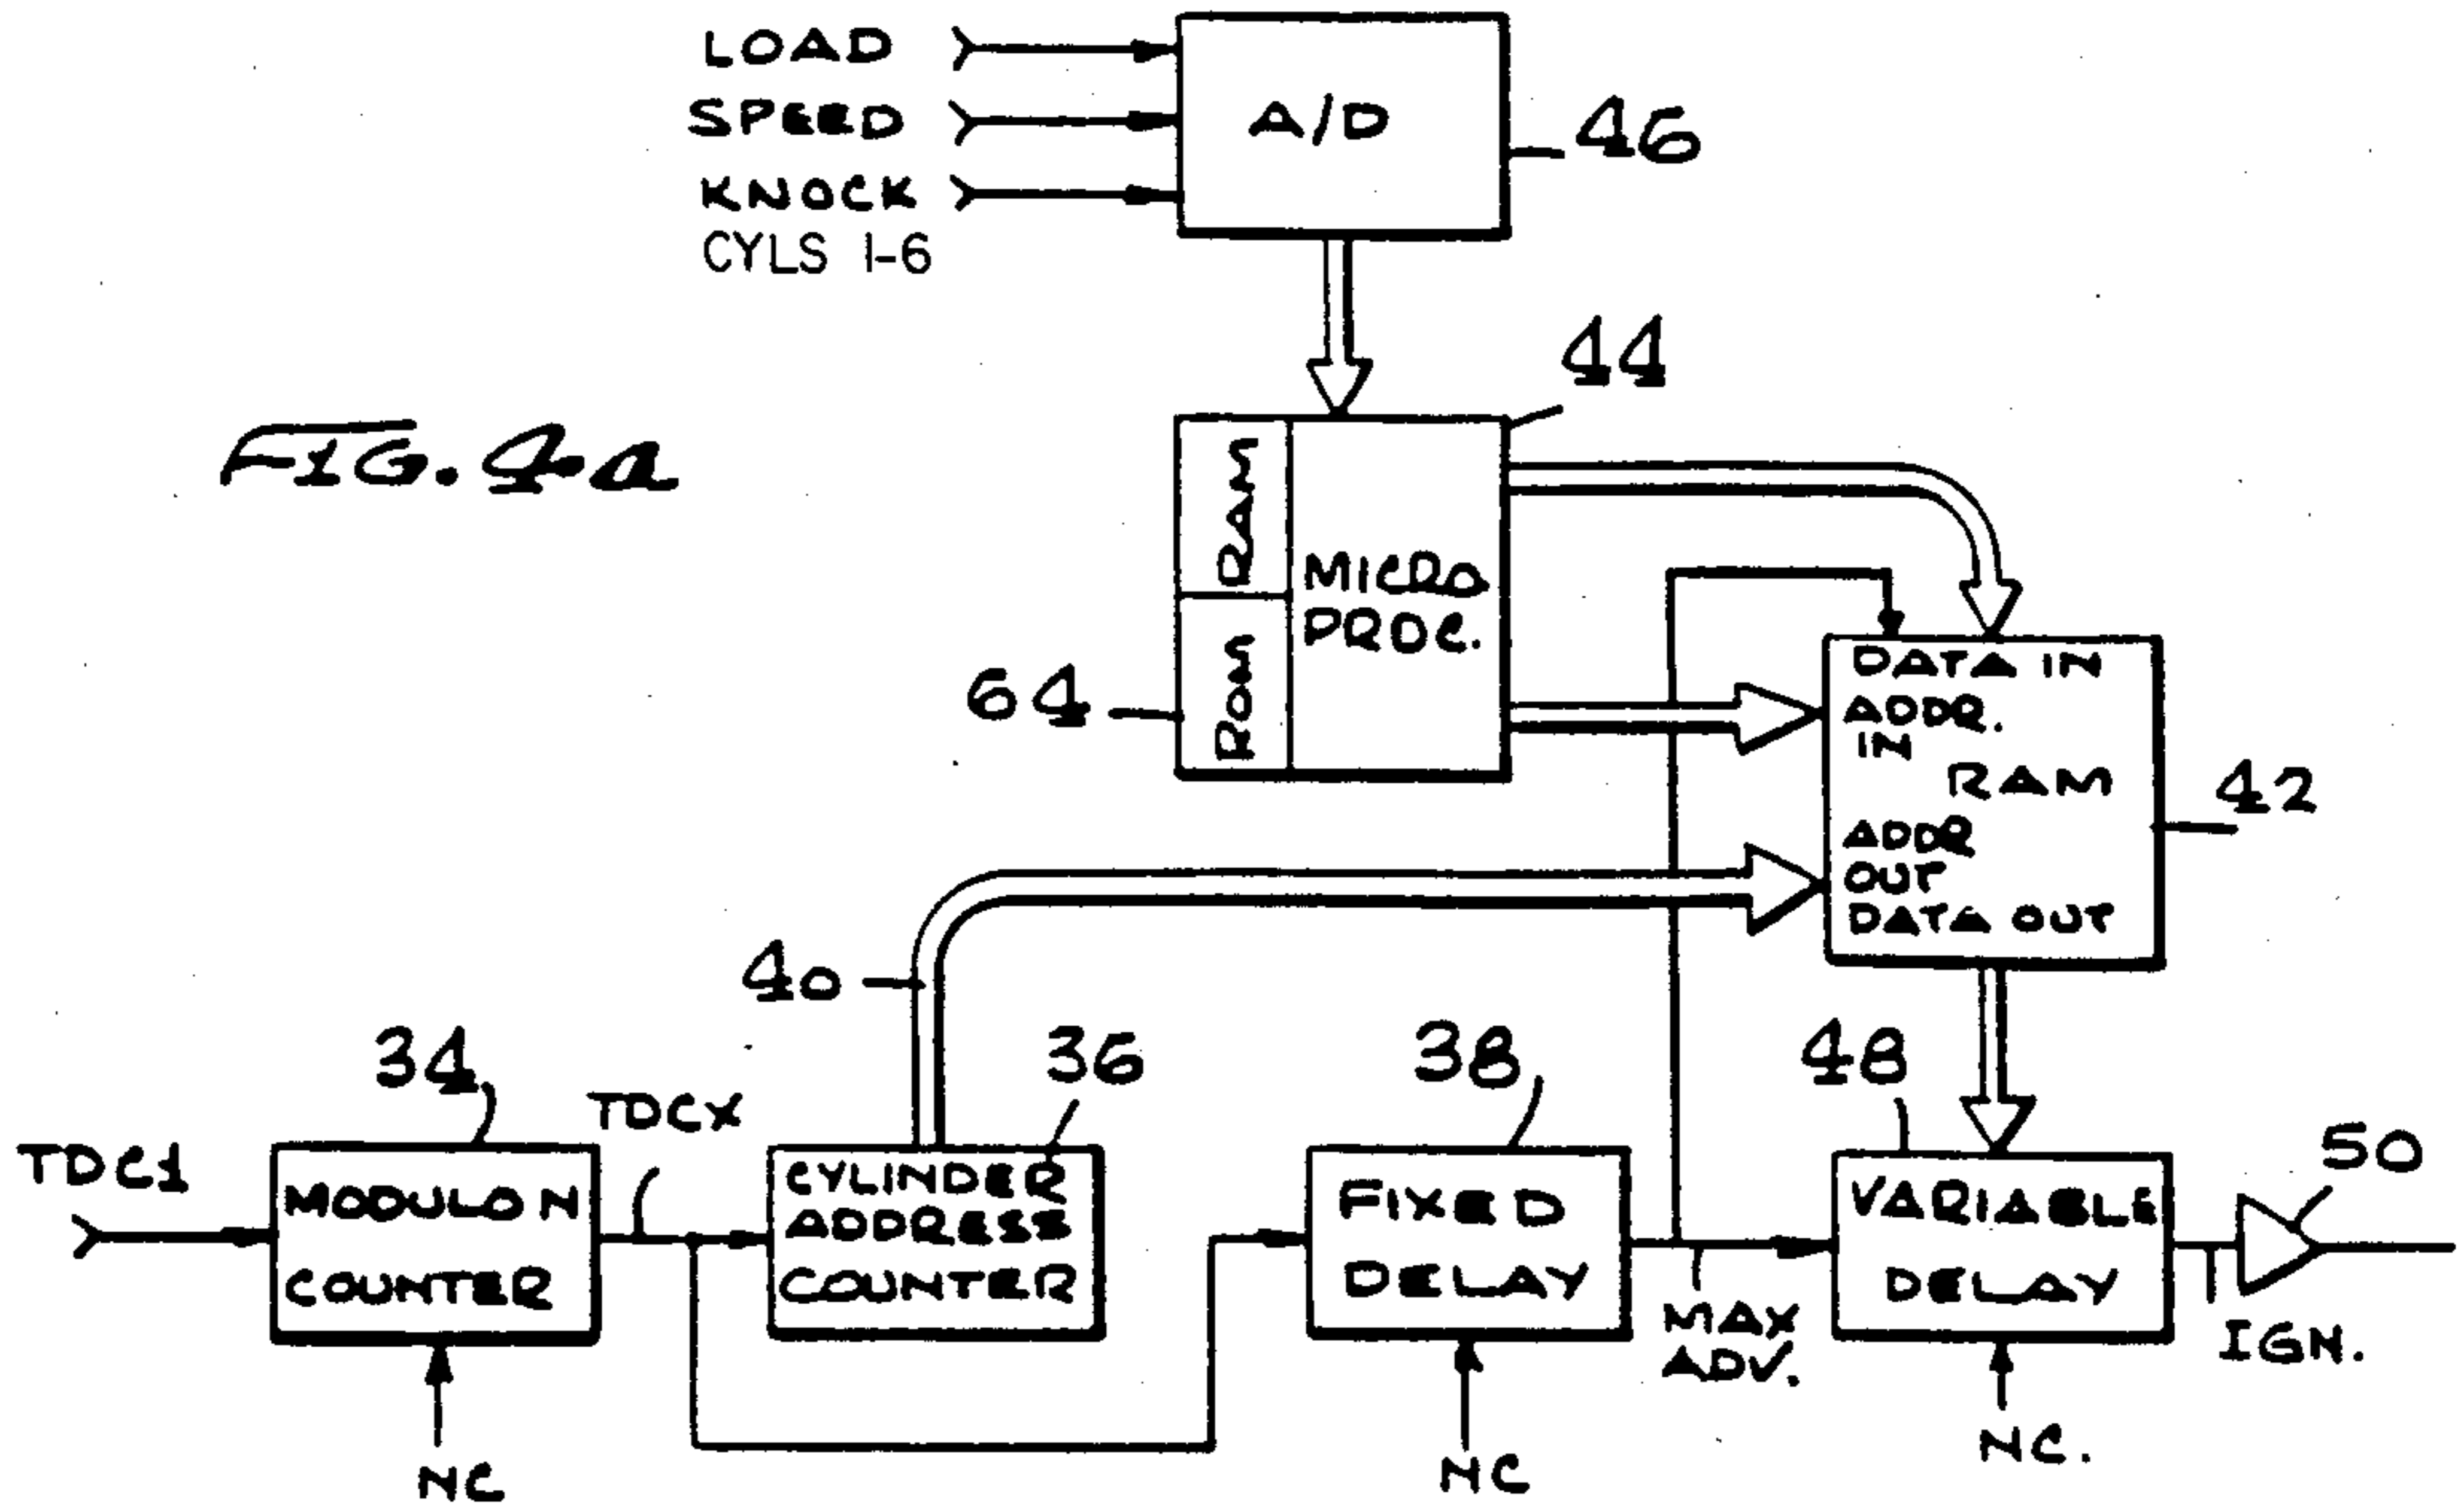 LOAD
SPEED
KNOCK
CYLS 1-6
A/D
46
44
FIG. 4a
RAM
ROM
MICRO
PROC.
64
DATA IN
ADDR.
IN
RAM
42
ADDR
OUT
DATA OUT
40
34
TDCX
36
38
48
50
TDC1
MODULO N
COUNTER
CYLINDER
ADDRESS
COUNTER
FIXED
DELAY
MAX
ADV.
VARIABLE
DELAY
IGN.
NC
NC
NC.